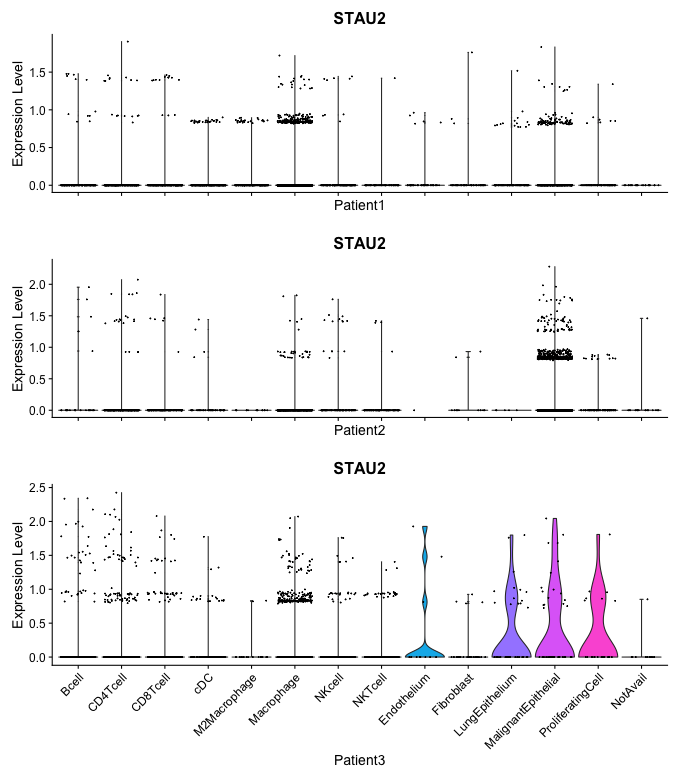 STAU2
Expression Level
1.5
1.0
0.5
0.0
Patient1
STAU2
Expression Level
2.0
1.5
1.0
0.5
0.0
Patient2
STAU2
Expression Level
2.5
2.0
1.5
1.0
0.5
0.0
Bcell
CD4Tcell
CD8Tcell
cDC
M2Macrophage
Macrophage
NKcell
NKTcell
Endothelium
Fibroblast
LungEpithelium
MalignantEpithelial
ProliferatingCell
NotAvail
Patient3